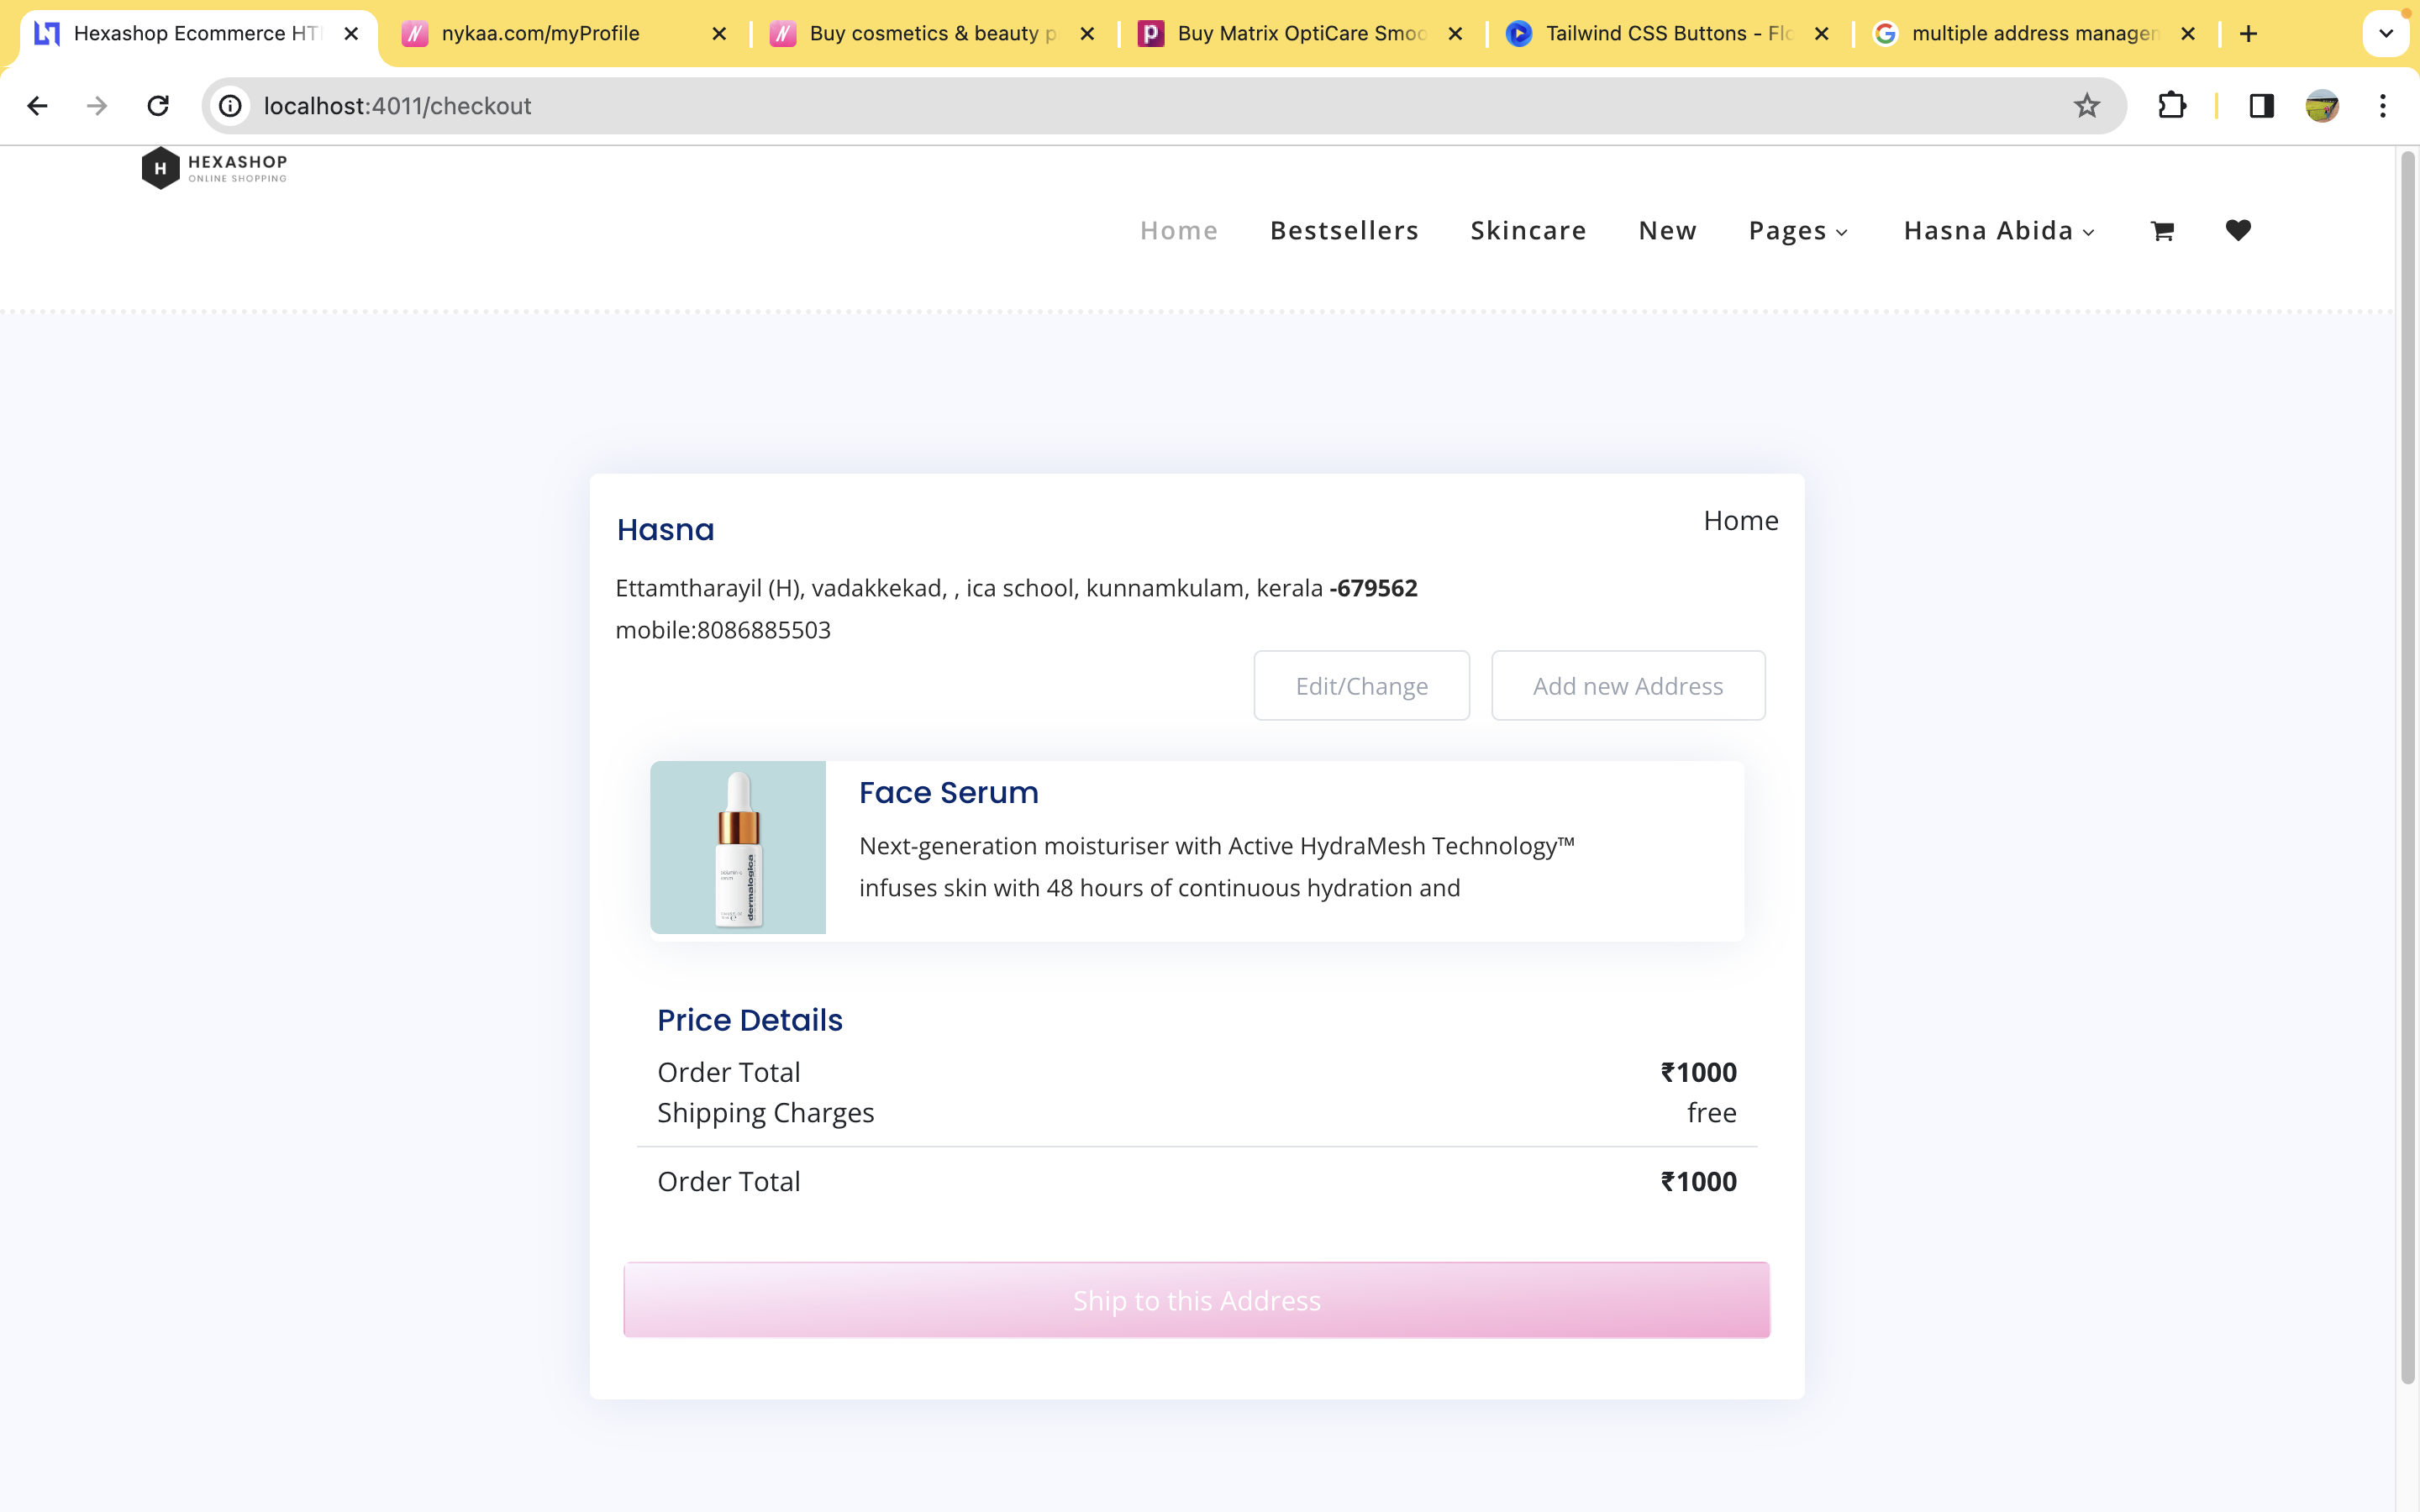 Hexashop Ecommerce HT
nykaa.com/myProfile
Buy cosmetics & beauty p
Buy Matrix OptiCare Smoo
Tailwind CSS Buttons - Flo
multiple address managem
localhost:4011/checkout
H
HEXASHOP
ONLINE SHOPPING
Home
Bestsellers
Skincare
New
Pages
Hasna Abida
Hasna
Home
Ettamtharayil (H), vadakkekad, , ica school, kunnamkulam, kerala -679562
mobile:8086885503
Edit/Change
Add new Address
dermalogica
Face Serum
Next-generation moisturiser with Active HydraMesh Technology™
infuses skin with 48 hours of continuous hydration and
Price Details
Order Total ₹1000
Shipping Charges free
Order Total ₹1000
Ship to this Address